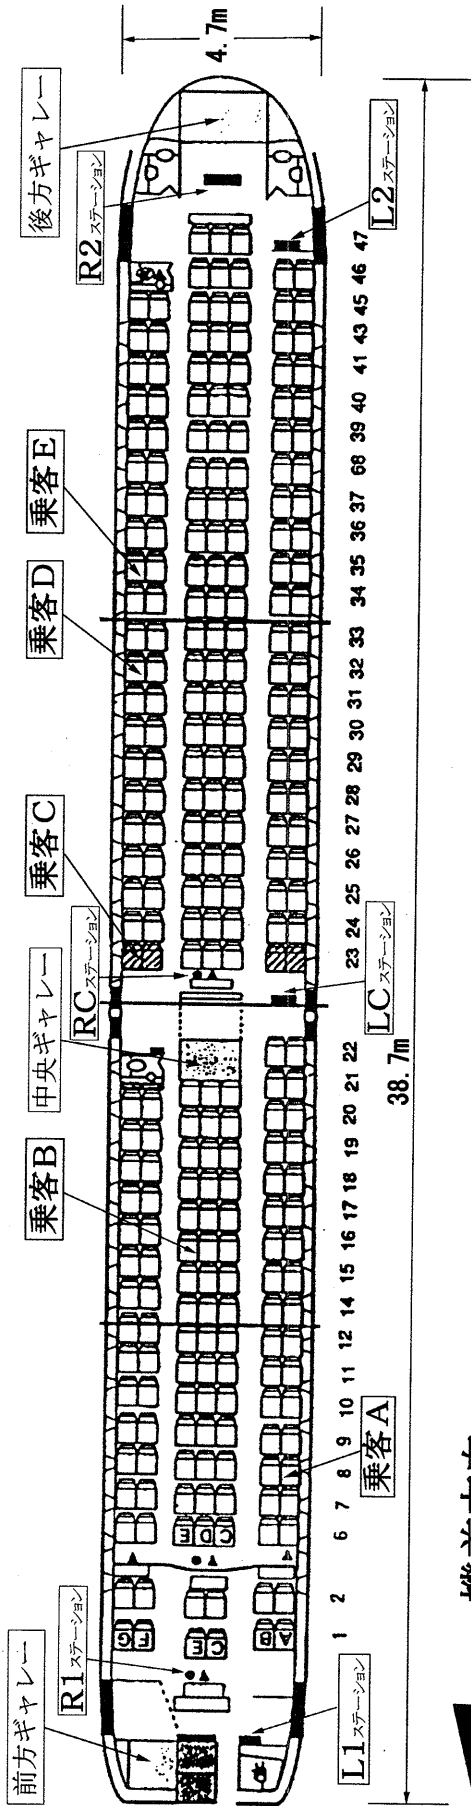 前方ギャレー
R1ステーション
乗客B
中央ギャレー
RCステーション
乗客C
乗客D
乗客E
R2ステーション
後方ギャレー
4.7m
F G
C E
A B
C D E
1 2 6 7 8 9 10 11 12 14 15 16 17 18 19 20 21 22 23 24 25 26 27 28 29 30 31 32 33 34 35 36 37 68 39 40 41 43 45 46 47
L1ステーション
乗客A
LCステーション
L2ステーション
38.7m